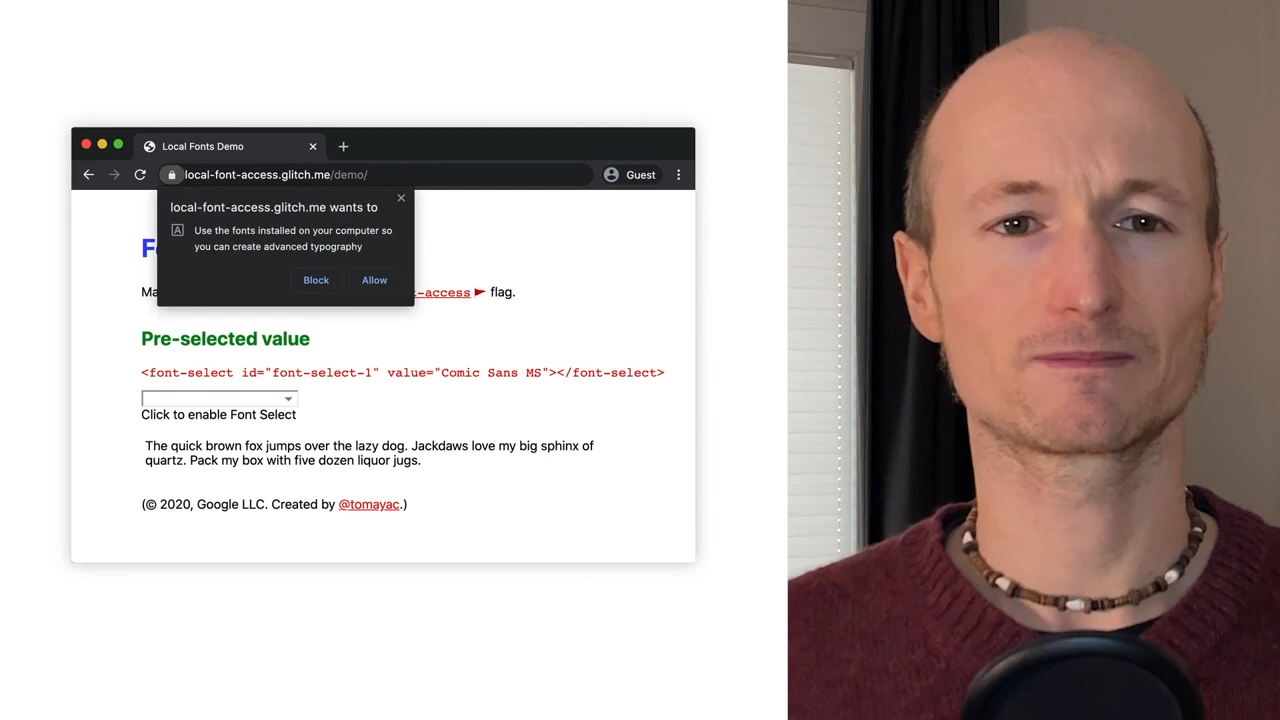 Local Fonts Demo
local-font-access.glitch.me/demo/
Guest
local-font-access.glitch.me wants to
Use the fonts installed on your computer so
you can create advanced typography
Block
Allow
F
Ma
t-access
flag.
Pre-selected value
<font-select id="font-select-1" value="Comic Sans MS"></font-select>
Click to enable Font Select
The quick brown fox jumps over the lazy dog. Jackdaws love my big sphinx of
quartz. Pack my box with five dozen liquor jugs.
(© 2020, Google LLC. Created by @tomayac.)